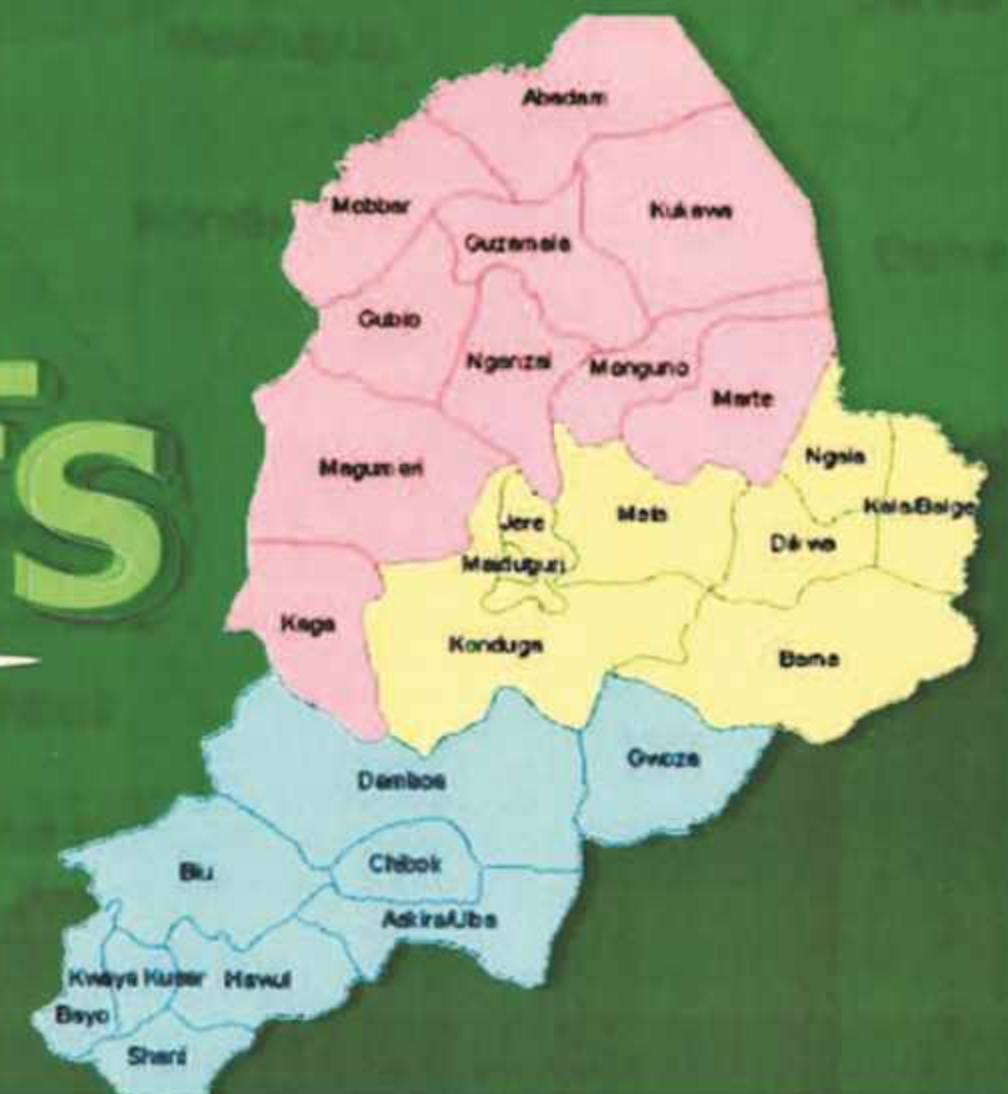 Abadam
Mobbar
Kukawa
Guzamala
Gubio
Nganzai
Monguno
Marte
Magumeri
Ngala
Kala/Balge
Jere
Mafa
Dikwa
Maiduguri
Kaga
Konduga
Bama
Gwoza
Damboa
Biu
Chibok
Askira/Uba
Kwaya Kusar
Hawul
Bayo
Shani
S